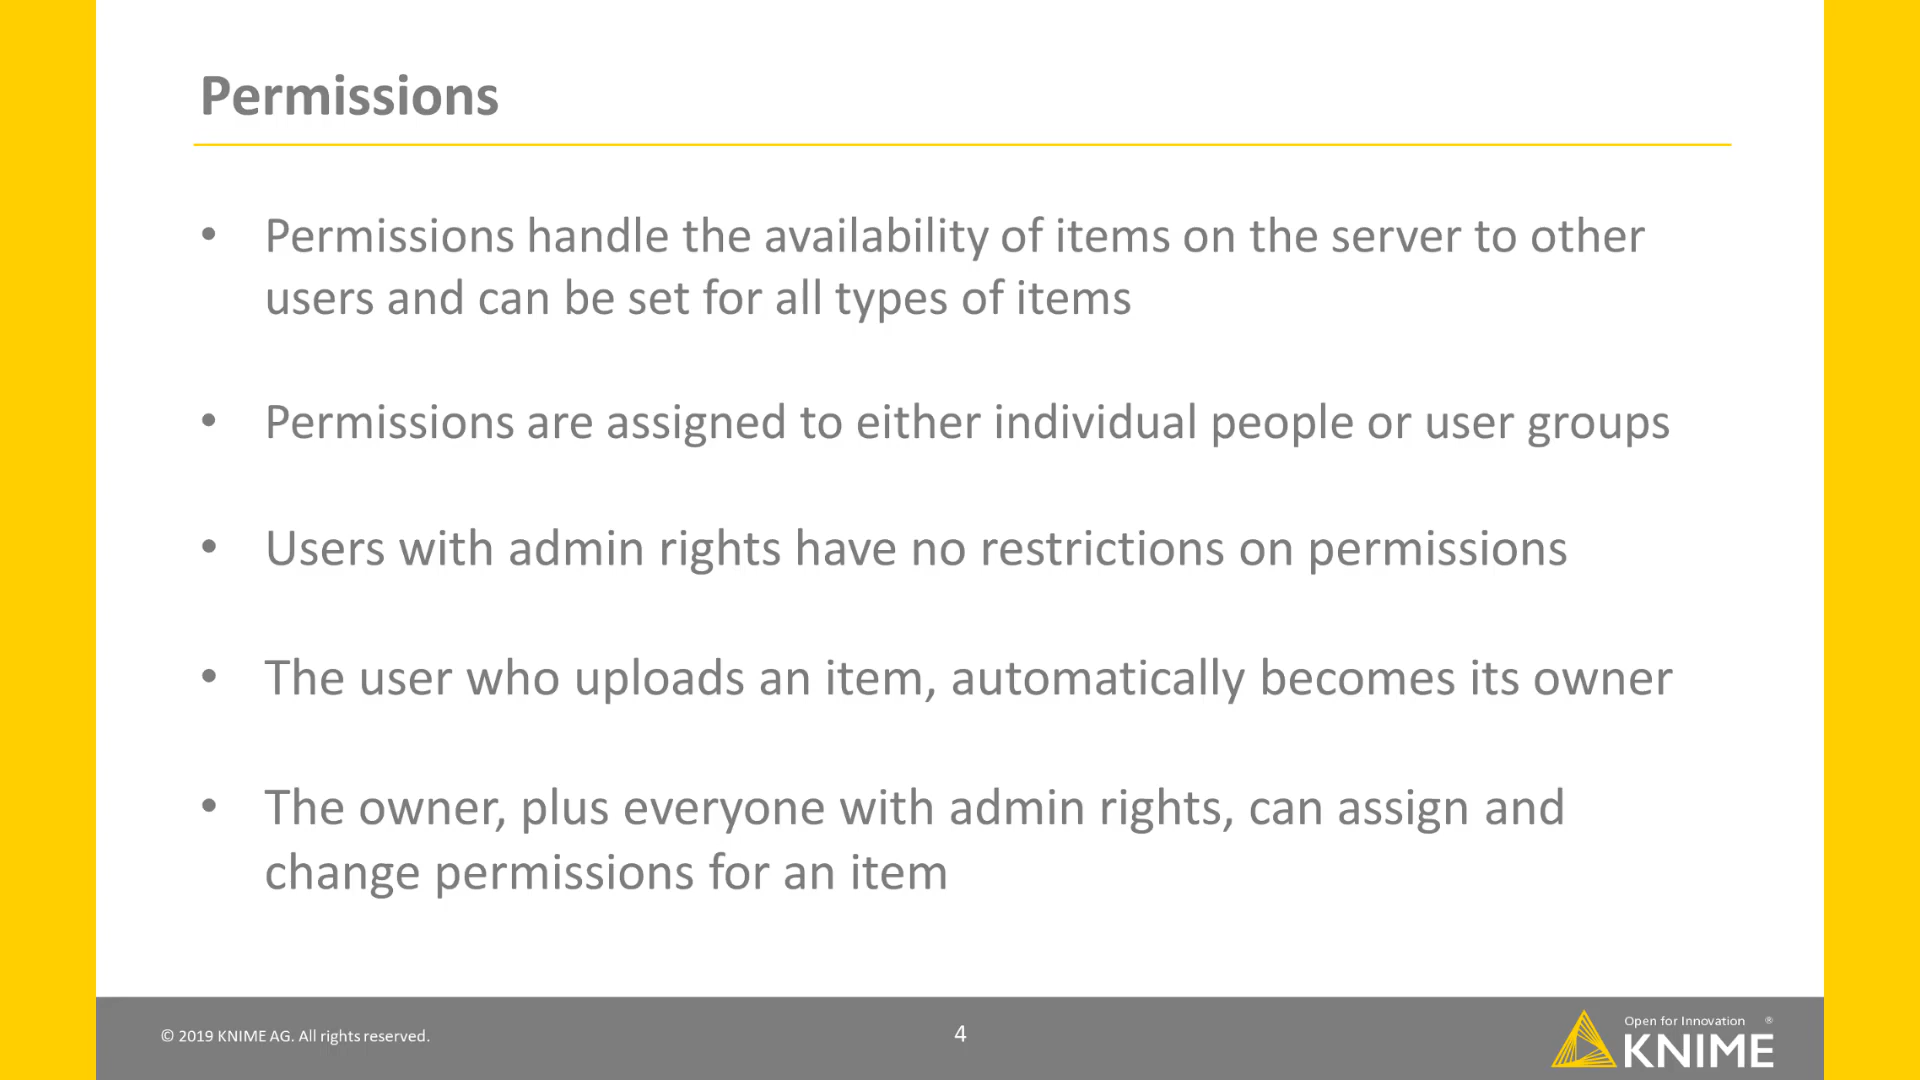 Permissions
• Permissions handle the availability of items on the server to other
users and can be set for all types of items
• Permissions are assigned to either individual people or user groups
• Users with admin rights have no restrictions on permissions
• The user who uploads an item, automatically becomes its owner
• The owner, plus everyone with admin rights, can assign and
change permissions for an item
© 2019 KNIME AG. All rights reserved.
4
Open for Innovation ®
KNIME